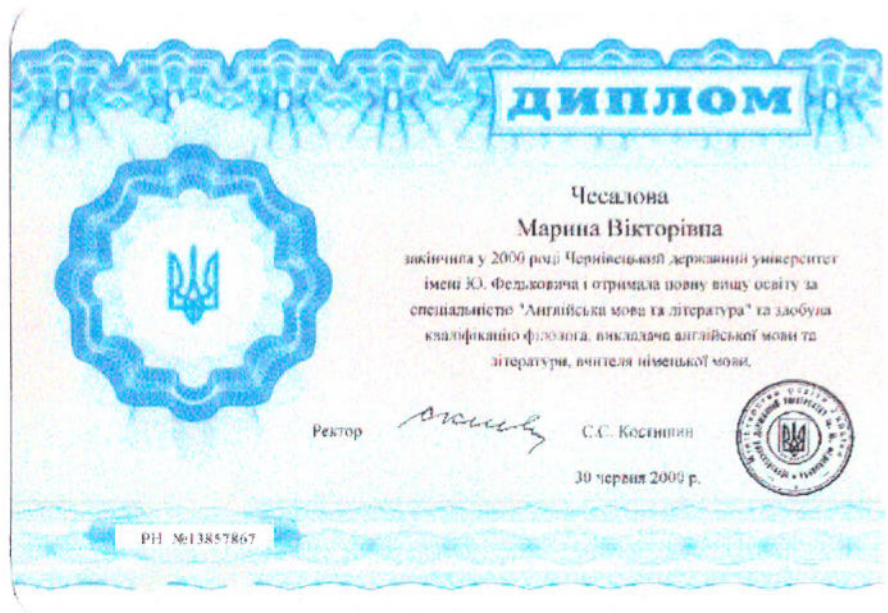 ДИПЛОМ
Чесалова
Марина Вікторівна
закінчила у 2000 році Чернівецький державний університет
імені Ю. Федьковича і отримала повну вищу освіту за
спеціальністю "Англійська мова та література" та здобула
кваліфікацію філолога, викладача англійської мови та
літератури, вчителя німецької мови.
Ректор
С.С. Костишин
30 червня 2000 р.
РН №13857867